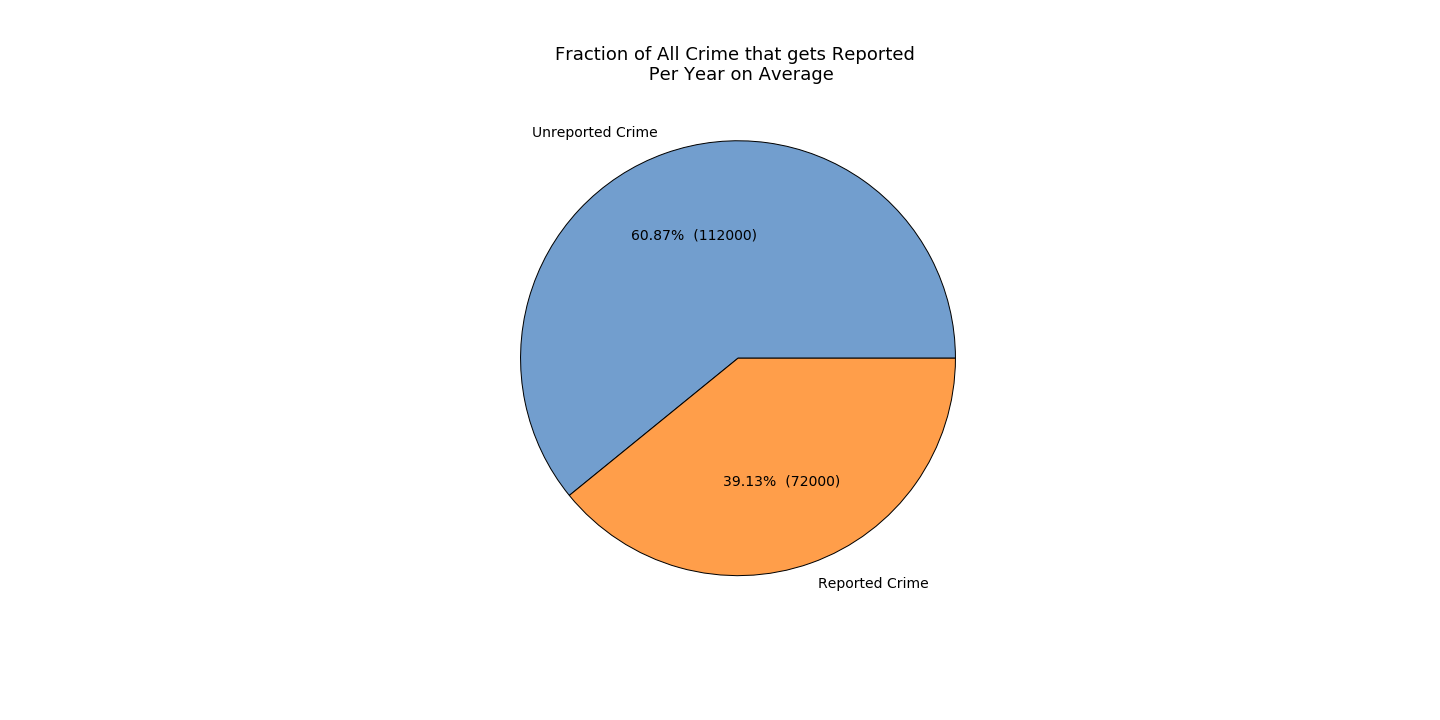 Fraction of All Crime that gets Reported
Per Year on Average
Unreported Crime
60.87%  (112000)
39.13%  (72000)
Reported Crime